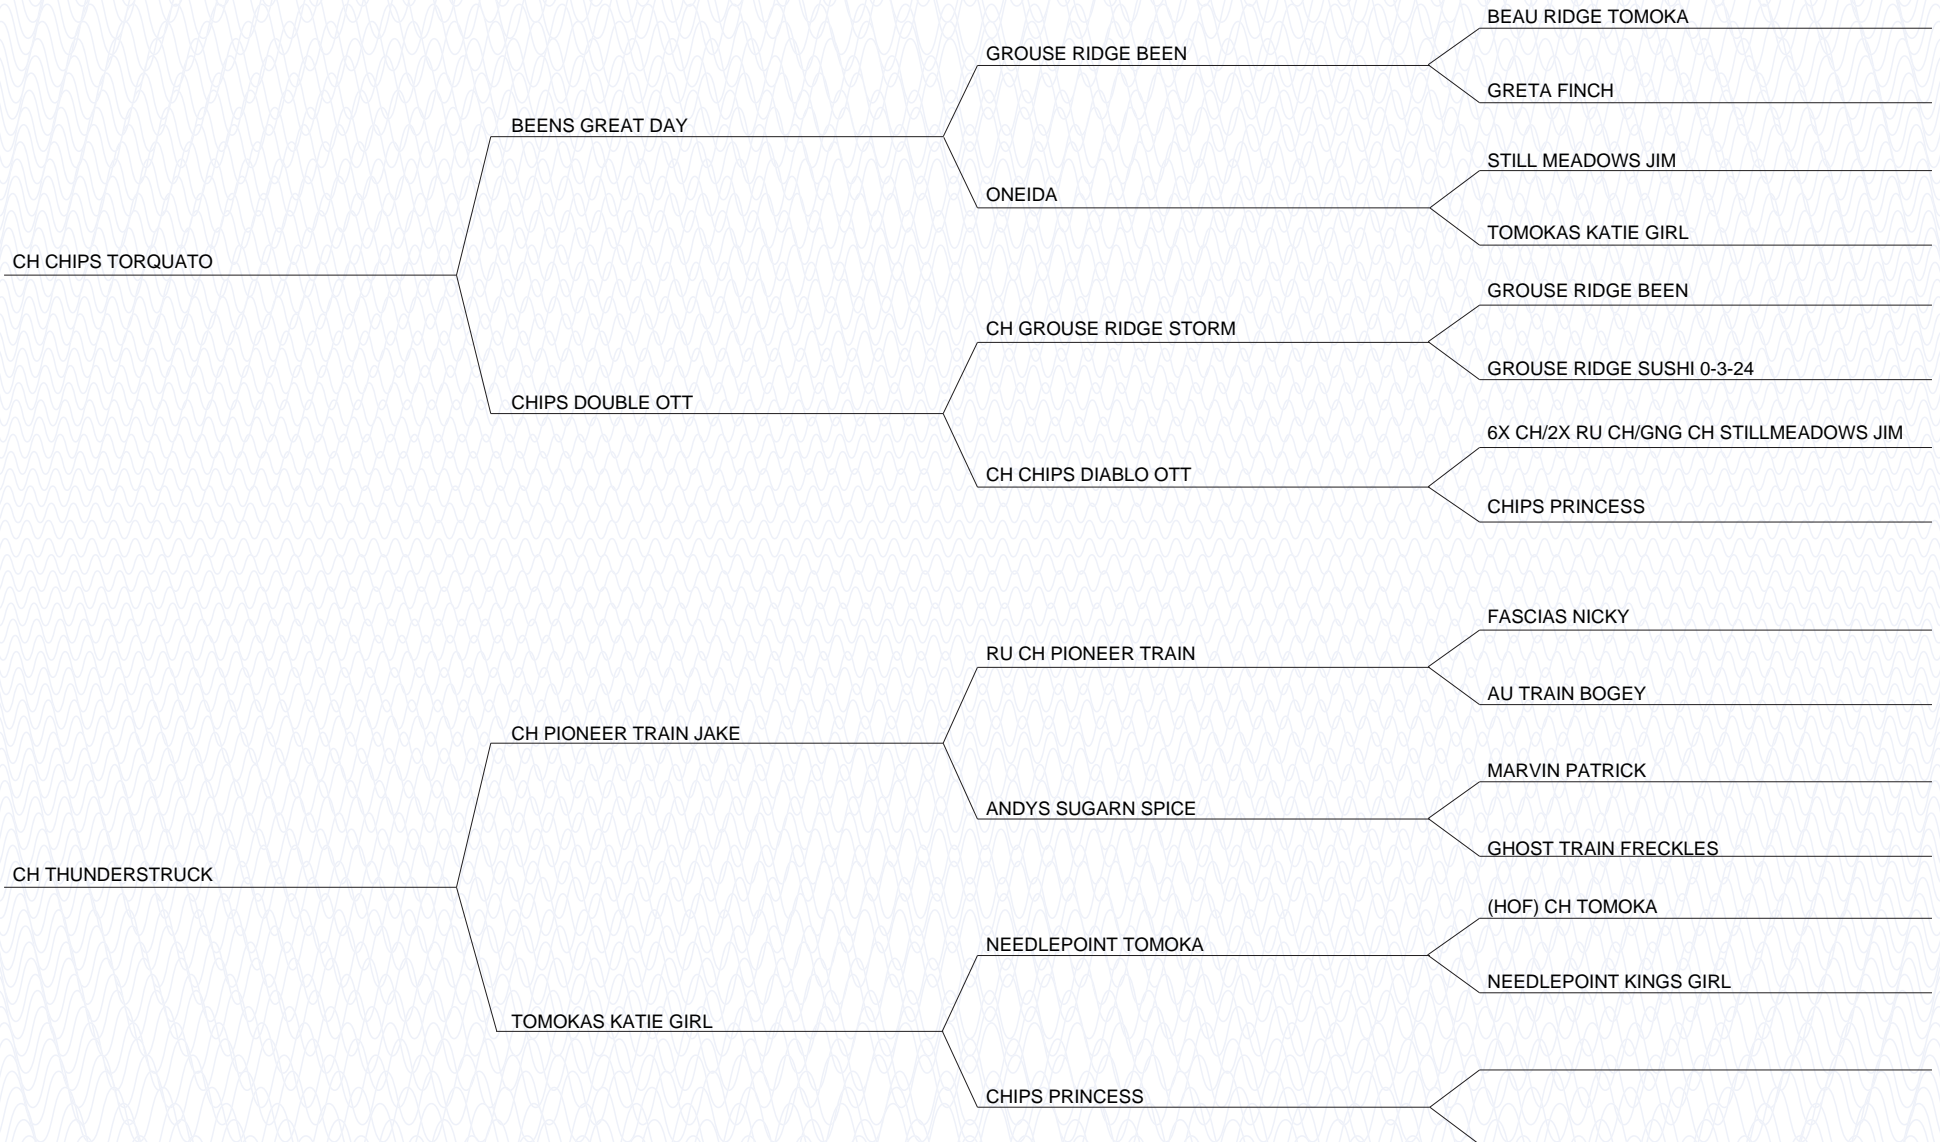 BEAU RIDGE TOMOKA
GROUSE RIDGE BEEN
GRETA FINCH
BEENS GREAT DAY
STILL MEADOWS JIM
ONEIDA
TOMOKAS KATIE GIRL
CH CHIPS TORQUATO
GROUSE RIDGE BEEN
CH GROUSE RIDGE STORM
GROUSE RIDGE SUSHI 0-3-24
CHIPS DOUBLE OTT
6X CH/2X RU CH/GNG CH STILLMEADOWS JIM
CH CHIPS DIABLO OTT
CHIPS PRINCESS
FASCIAS NICKY
RU CH PIONEER TRAIN
AU TRAIN BOGEY
CH PIONEER TRAIN JAKE
MARVIN PATRICK
ANDYS SUGARN SPICE
GHOST TRAIN FRECKLES
CH THUNDERSTRUCK
(HOF) CH TOMOKA
NEEDLEPOINT TOMOKA
NEEDLEPOINT KINGS GIRL
TOMOKAS KATIE GIRL
CHIPS PRINCESS